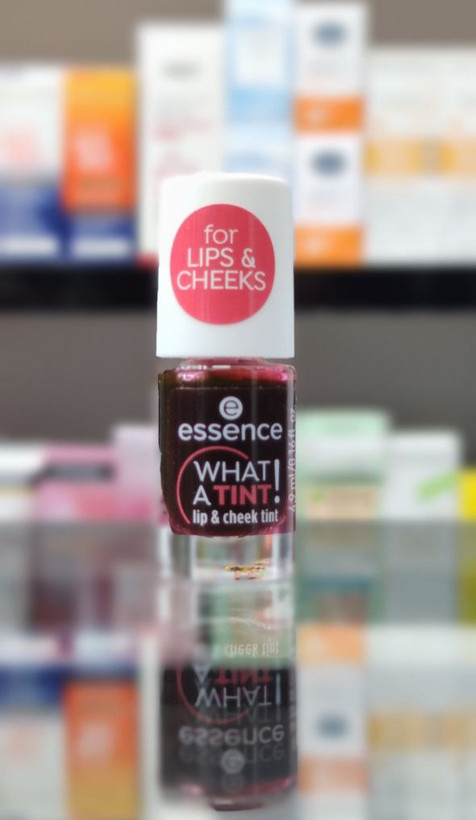 for
LIPS &
CHEEKS
e
essence
WHAT
A TINT!
lip & cheek tint